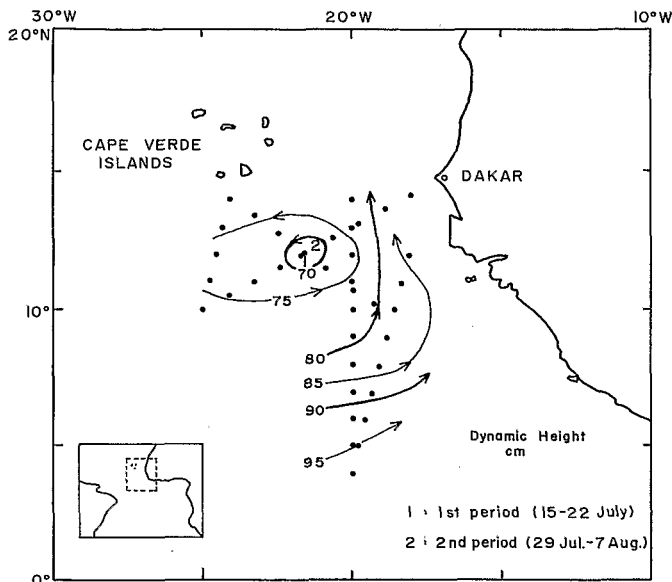 30°W
20°W
10°W
20°N
CAPE VERDE
ISLANDS
DAKAR
2
1
70
75
10°
80
85
90
95
Dynamic Height
cm
1 : 1st period (15-22 July)
2 : 2nd period (29 Jul.-7 Aug.)
0°